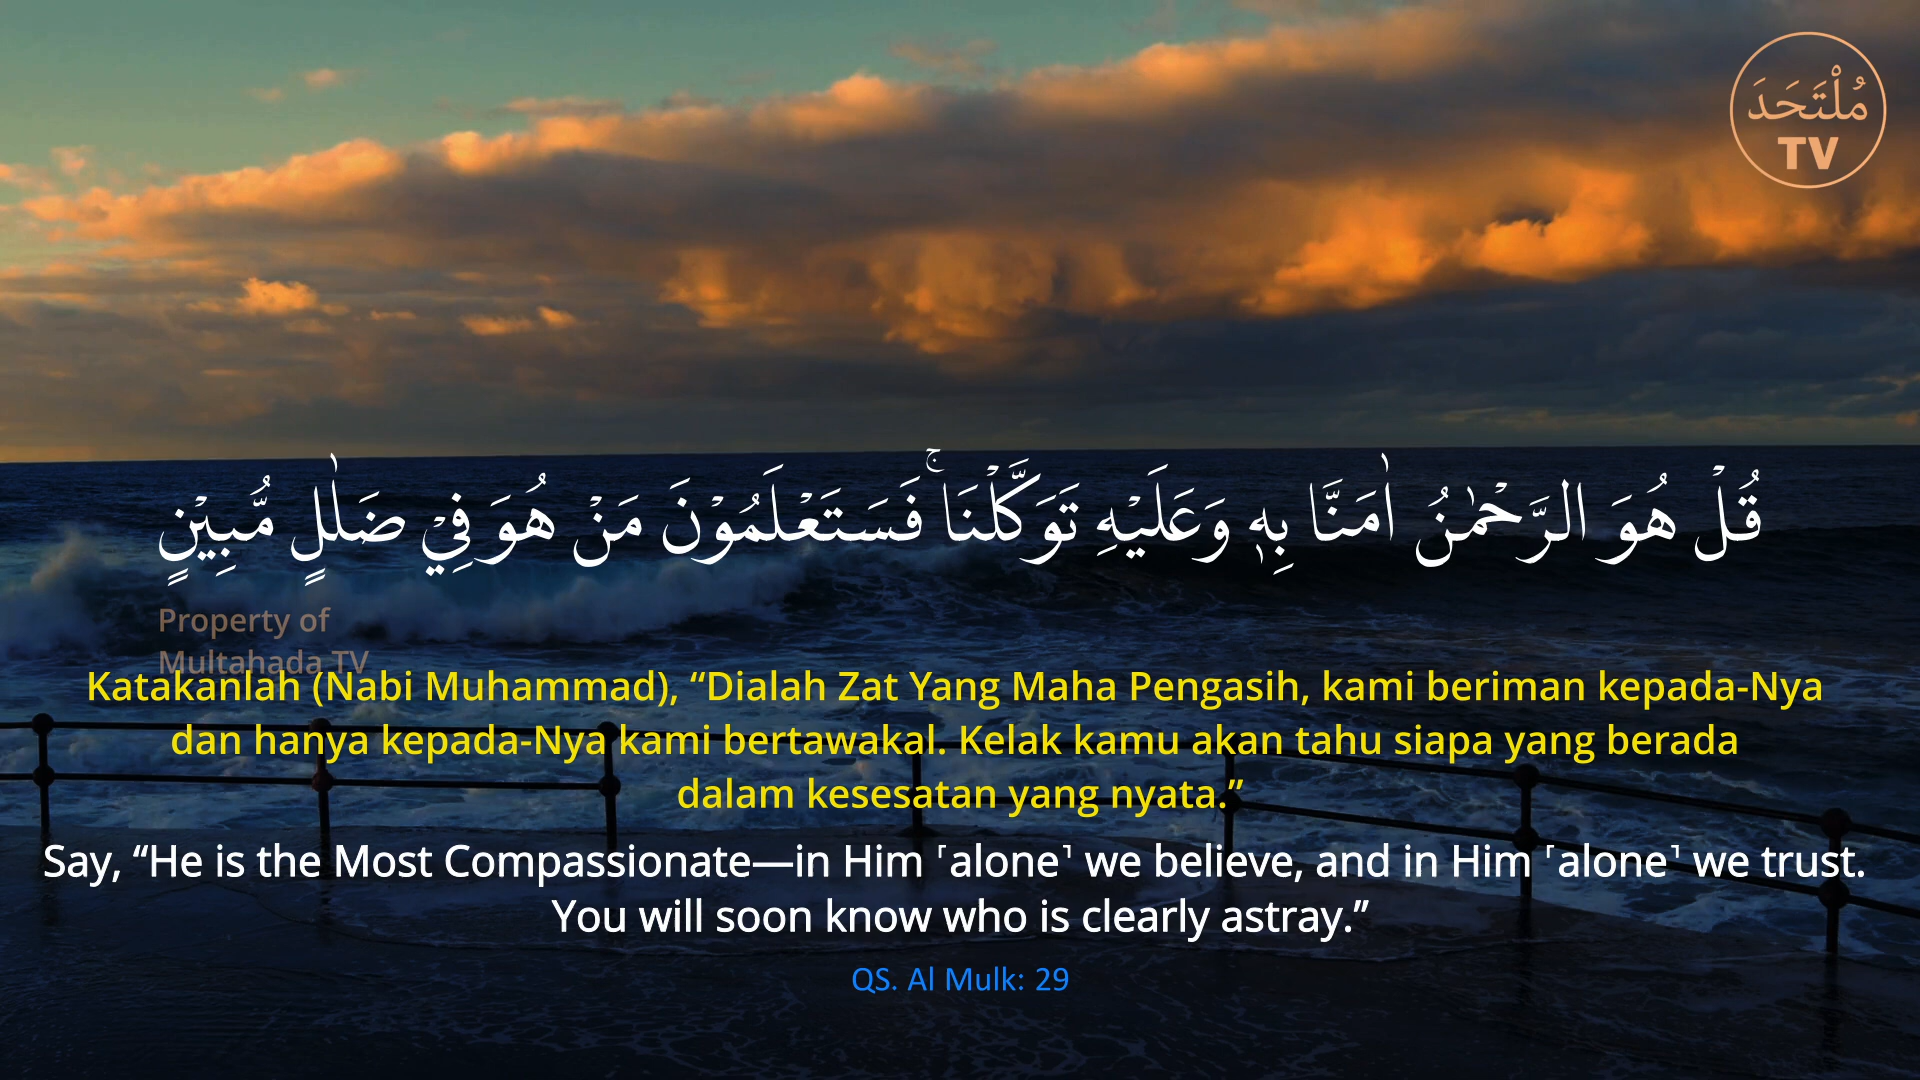 مُلْتَحَدَ
TV
قُلْ هُوَ الرَّحْمٰنُ اٰمَنَّا بِهٖ وَعَلَيْهِ تَوَكَّلْنَاۚ فَسَتَعْلَمُوْنَ مَنْ هُوَ فِيْ ضَلٰلٍ مُّبِيْنٍ
Property of
Multahada TV
Katakanlah (Nabi Muhammad), “Dialah Zat Yang Maha Pengasih, kami beriman kepada-Nya
dan hanya kepada-Nya kami bertawakal. Kelak kamu akan tahu siapa yang berada
dalam kesesatan yang nyata.”
Say, “He is the Most Compassionate—in Him ˹alone˺ we believe, and in Him ˹alone˺ we trust.
You will soon know who is clearly astray.”
QS. Al Mulk: 29